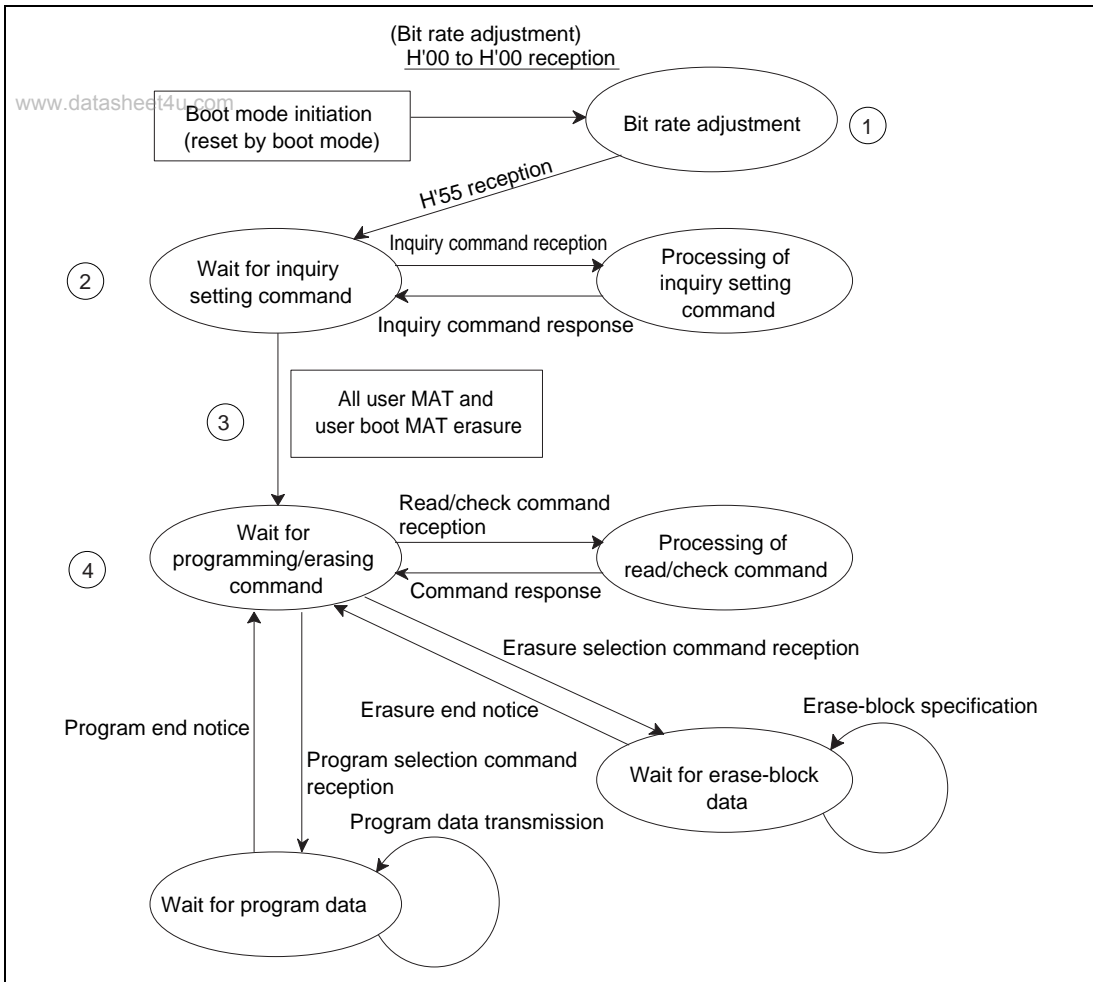 (Bit rate adjustment)
H'00 to H'00 reception
www.datasheet4u.com
Boot mode initiation
(reset by boot mode)
Bit rate adjustment
1
H'55 reception
2
Wait for inquiry
setting command
Inquiry command reception
Inquiry command response
Processing of
inquiry setting
command
3
All user MAT and
user boot MAT erasure
4
Wait for
programming/erasing
command
Read/check command
reception
Command response
Processing of
read/check command
Erasure selection command reception
Erasure end notice
Program end notice
Program selection command
reception
Erase-block specification
Wait for erase-block
data
Program data transmission
Wait for program data